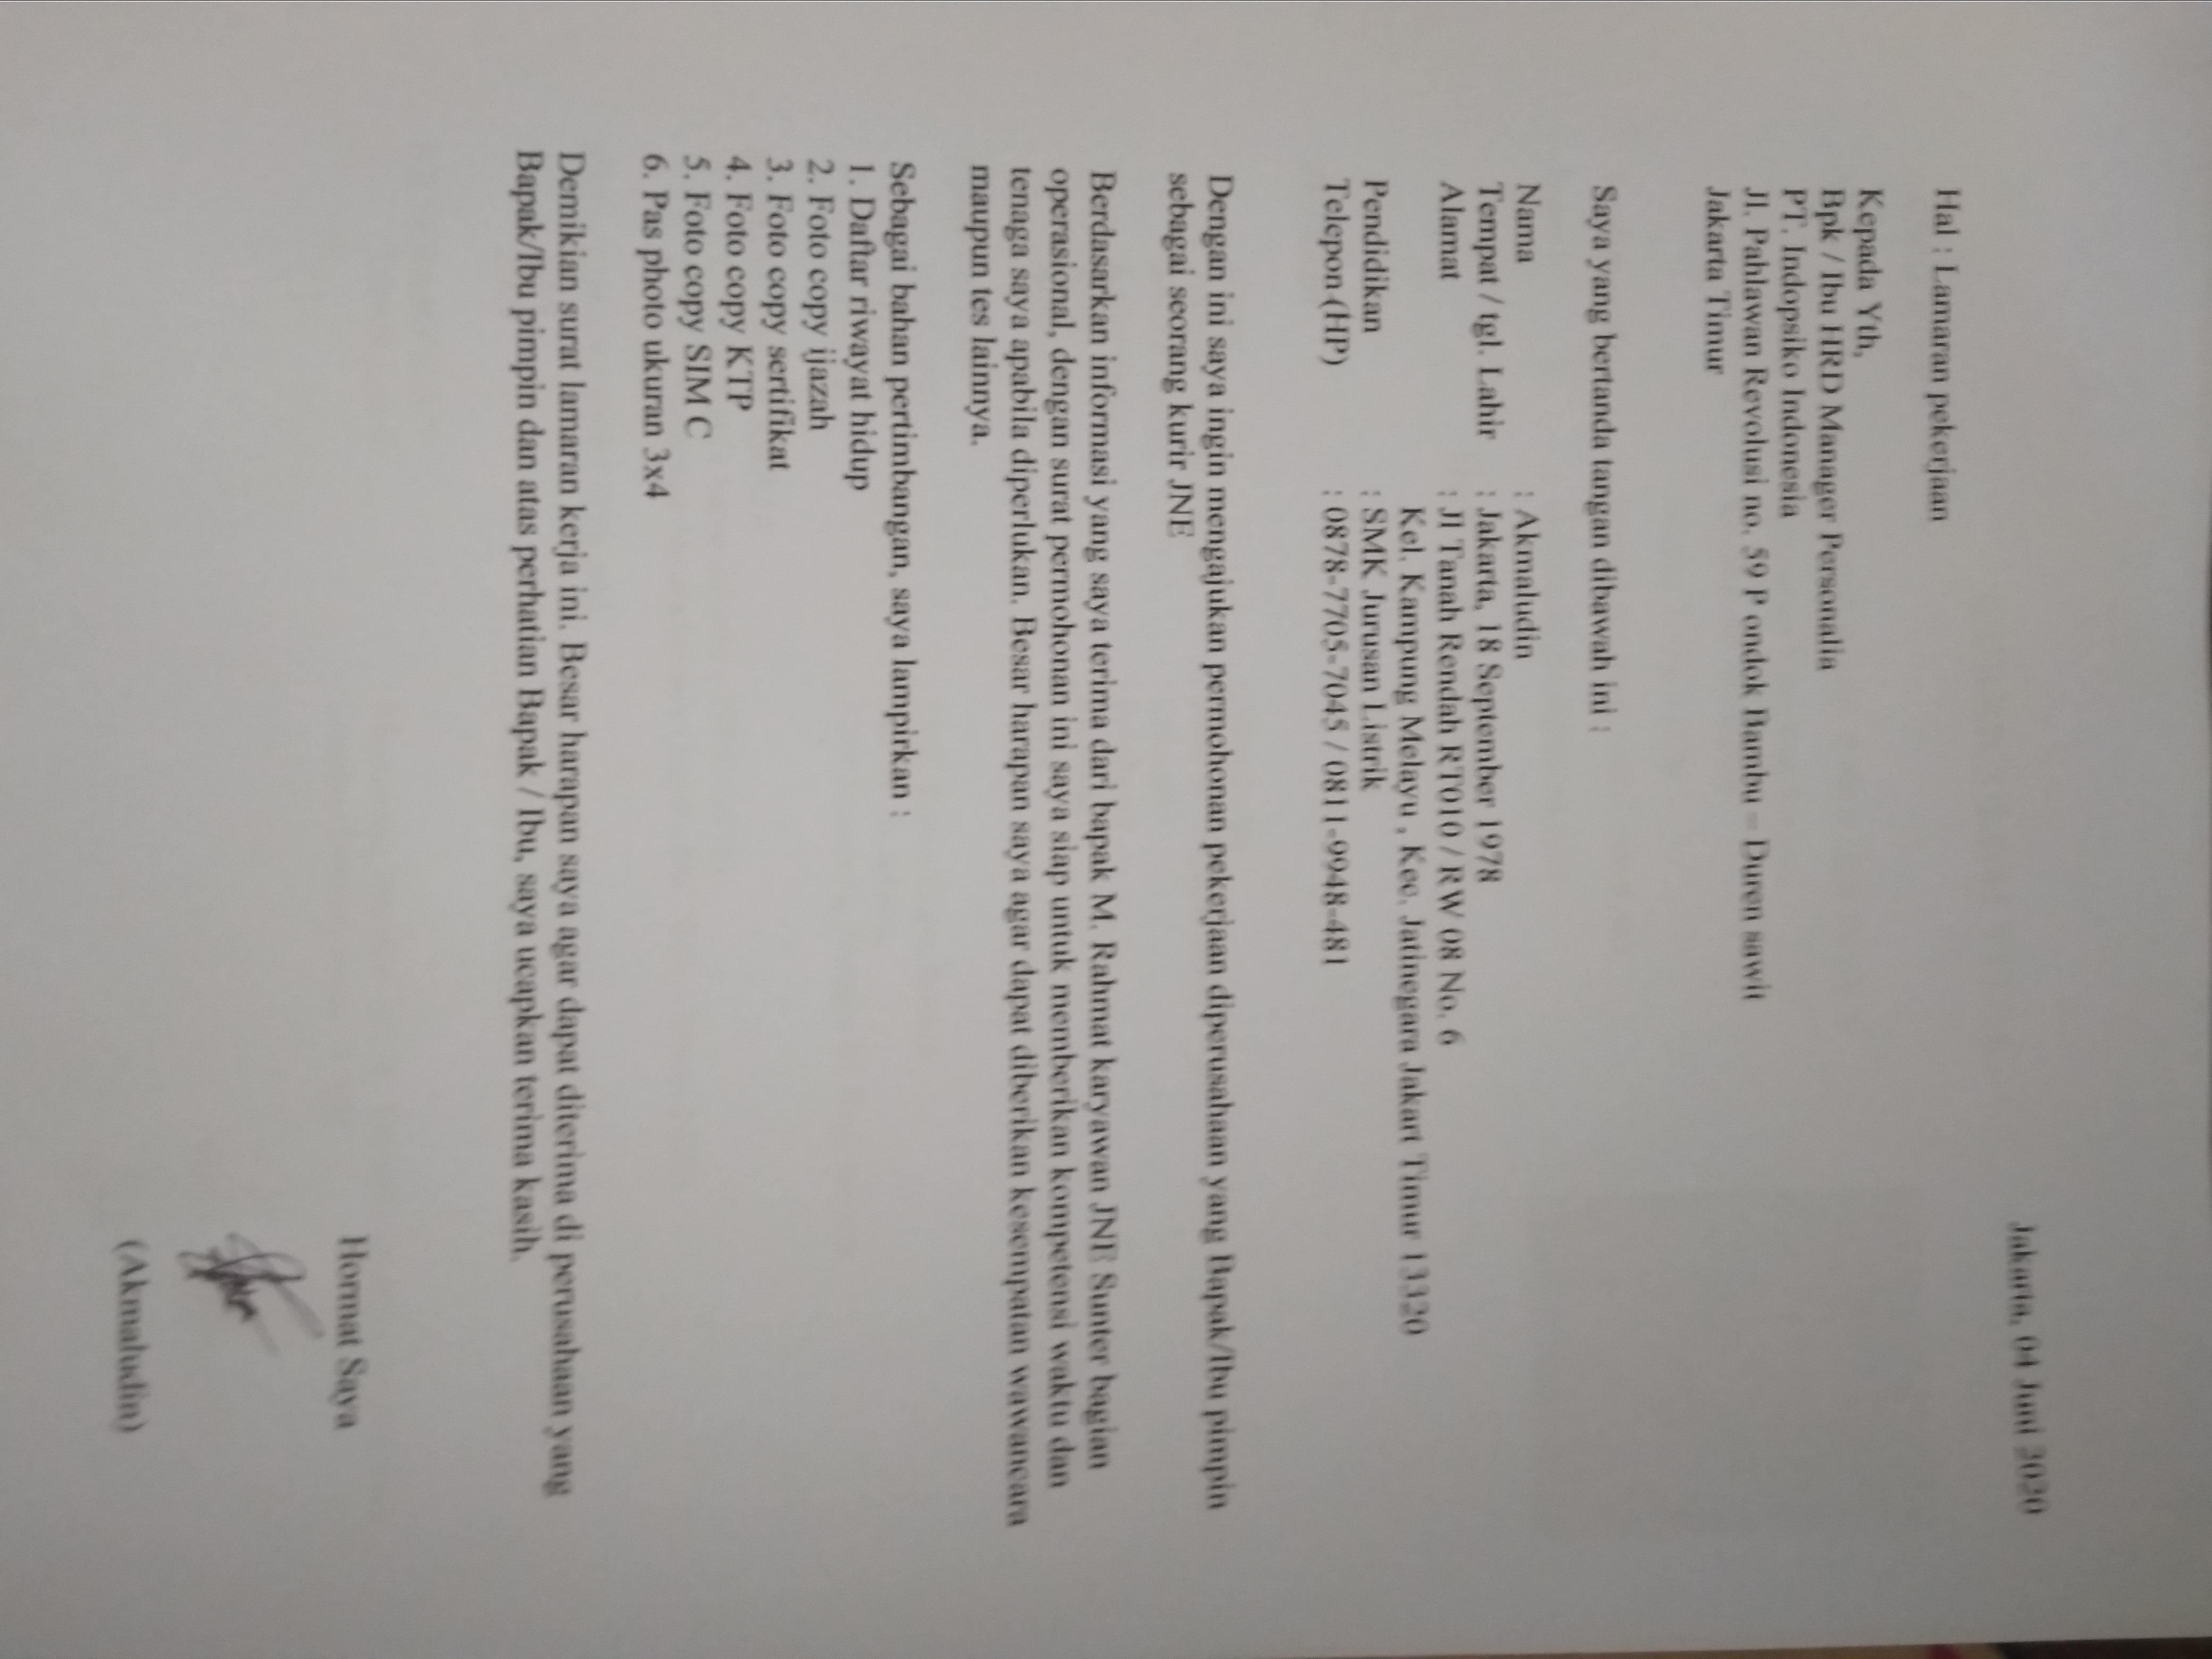 Jakarta, 04 Juni 2020
Hal : Lamaran pekerjaan
Kepada Yth,
Bpk / Ibu HRD Manager Personalia
PT. Indopsiko Indonesia
Jl. Pahlawan Revolusi no. 59 P ondok Bambu – Duren sawit
Jakarta Timur
Saya yang bertanda tangan dibawah ini :
Nama : Akmaludin
Tempat / tgl. Lahir : Jakarta, 18 September 1978
Alamat : Jl Tanah Rendah RT010 / RW 08 No. 6
Kel. Kampung Melayu , Kec. Jatinegara Jakart Timur 13320
Pendidikan : SMK Jurusan Listrik
Telepon (HP) : 0878-7705-7045 / 0811-9948-481
Dengan ini saya ingin mengajukan permohonan pekerjaan diperusahaan yang Bapak/Ibu pimpin
sebagai seorang kurir JNE
Berdasarkan informasi yang saya terima dari bapak M. Rahmat karyawan JNE Sunter bagian
operasional, dengan surat permohonan ini saya siap untuk memberikan kompetensi waktu dan
tenaga saya apabila diperlukan. Besar harapan saya agar dapat diberikan kesempatan wawancara
maupun tes lainnya.
Sebagai bahan pertimbangan, saya lampirkan :
1. Daftar riwayat hidup
2. Foto copy ijazah
3. Foto copy sertifikat
4. Foto copy KTP
5. Foto copy SIM C
6. Pas photo ukuran 3x4
Demikian surat lamaran kerja ini. Besar harapan saya agar dapat diterima di perusahaan yang
Bapak/Ibu pimpin dan atas perhatian Bapak / Ibu, saya ucapkan terima kasih.
Hormat Saya
(Akmaludin)